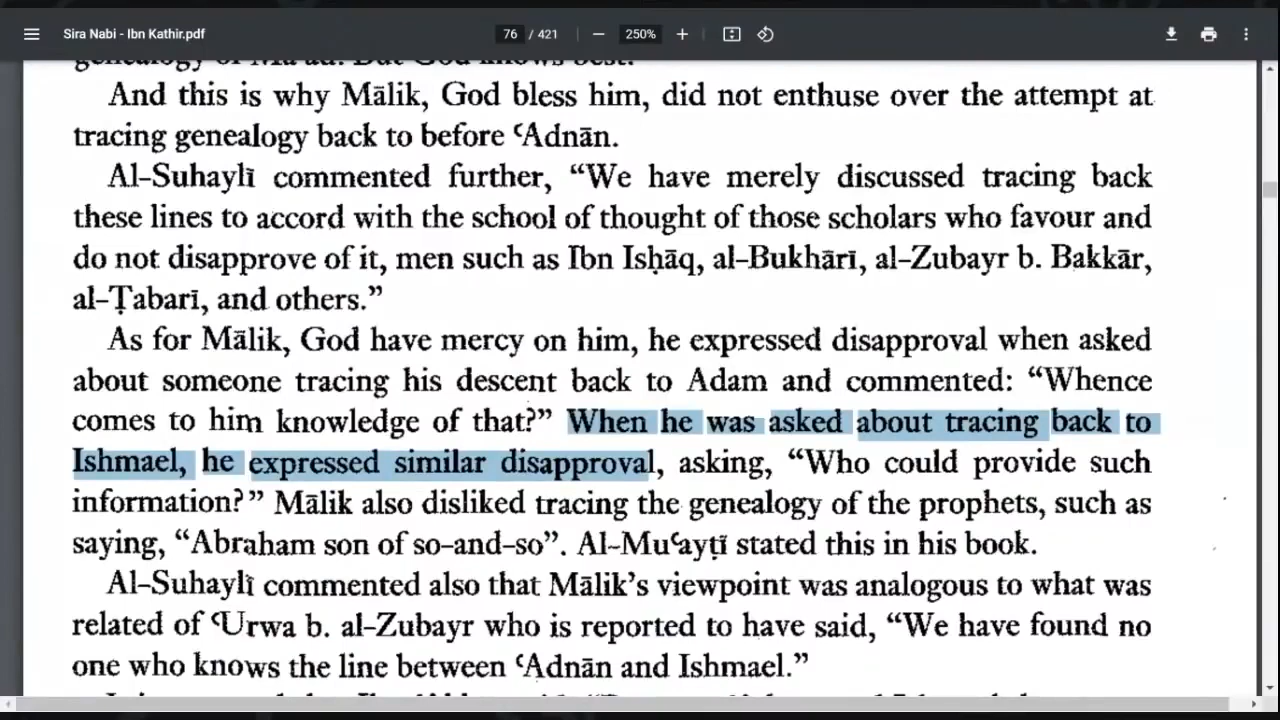 Sira Nabi - Ibn Kathir.pdf
76 / 421
250%
genealogy of Ma'ad. But God knows best.
And this is why Mālik, God bless him, did not enthuse over the attempt at
tracing genealogy back to before ʿAdnān.
Al-Suhaylī commented further, “We have merely discussed tracing back
these lines to accord with the school of thought of those scholars who favour and
do not disapprove of it, men such as Ibn Isḥāq, al-Bukhārī, al-Zubayr b. Bakkār,
al-Ṭabarī, and others.”
As for Mālik, God have mercy on him, he expressed disapproval when asked
about someone tracing his descent back to Adam and commented: “Whence
comes to him knowledge of that?” When he was asked about tracing back to
Ishmael, he expressed similar disapproval, asking, “Who could provide such
information?” Mālik also disliked tracing the genealogy of the prophets, such as
saying, “Abraham son of so-and-so”. Al-Muʿayṭī stated this in his book.
Al-Suhaylī commented also that Mālik’s viewpoint was analogous to what was
related of ʿUrwa b. al-Zubayr who is reported to have said, “We have found no
one who knows the line between ʿAdnān and Ishmael.”